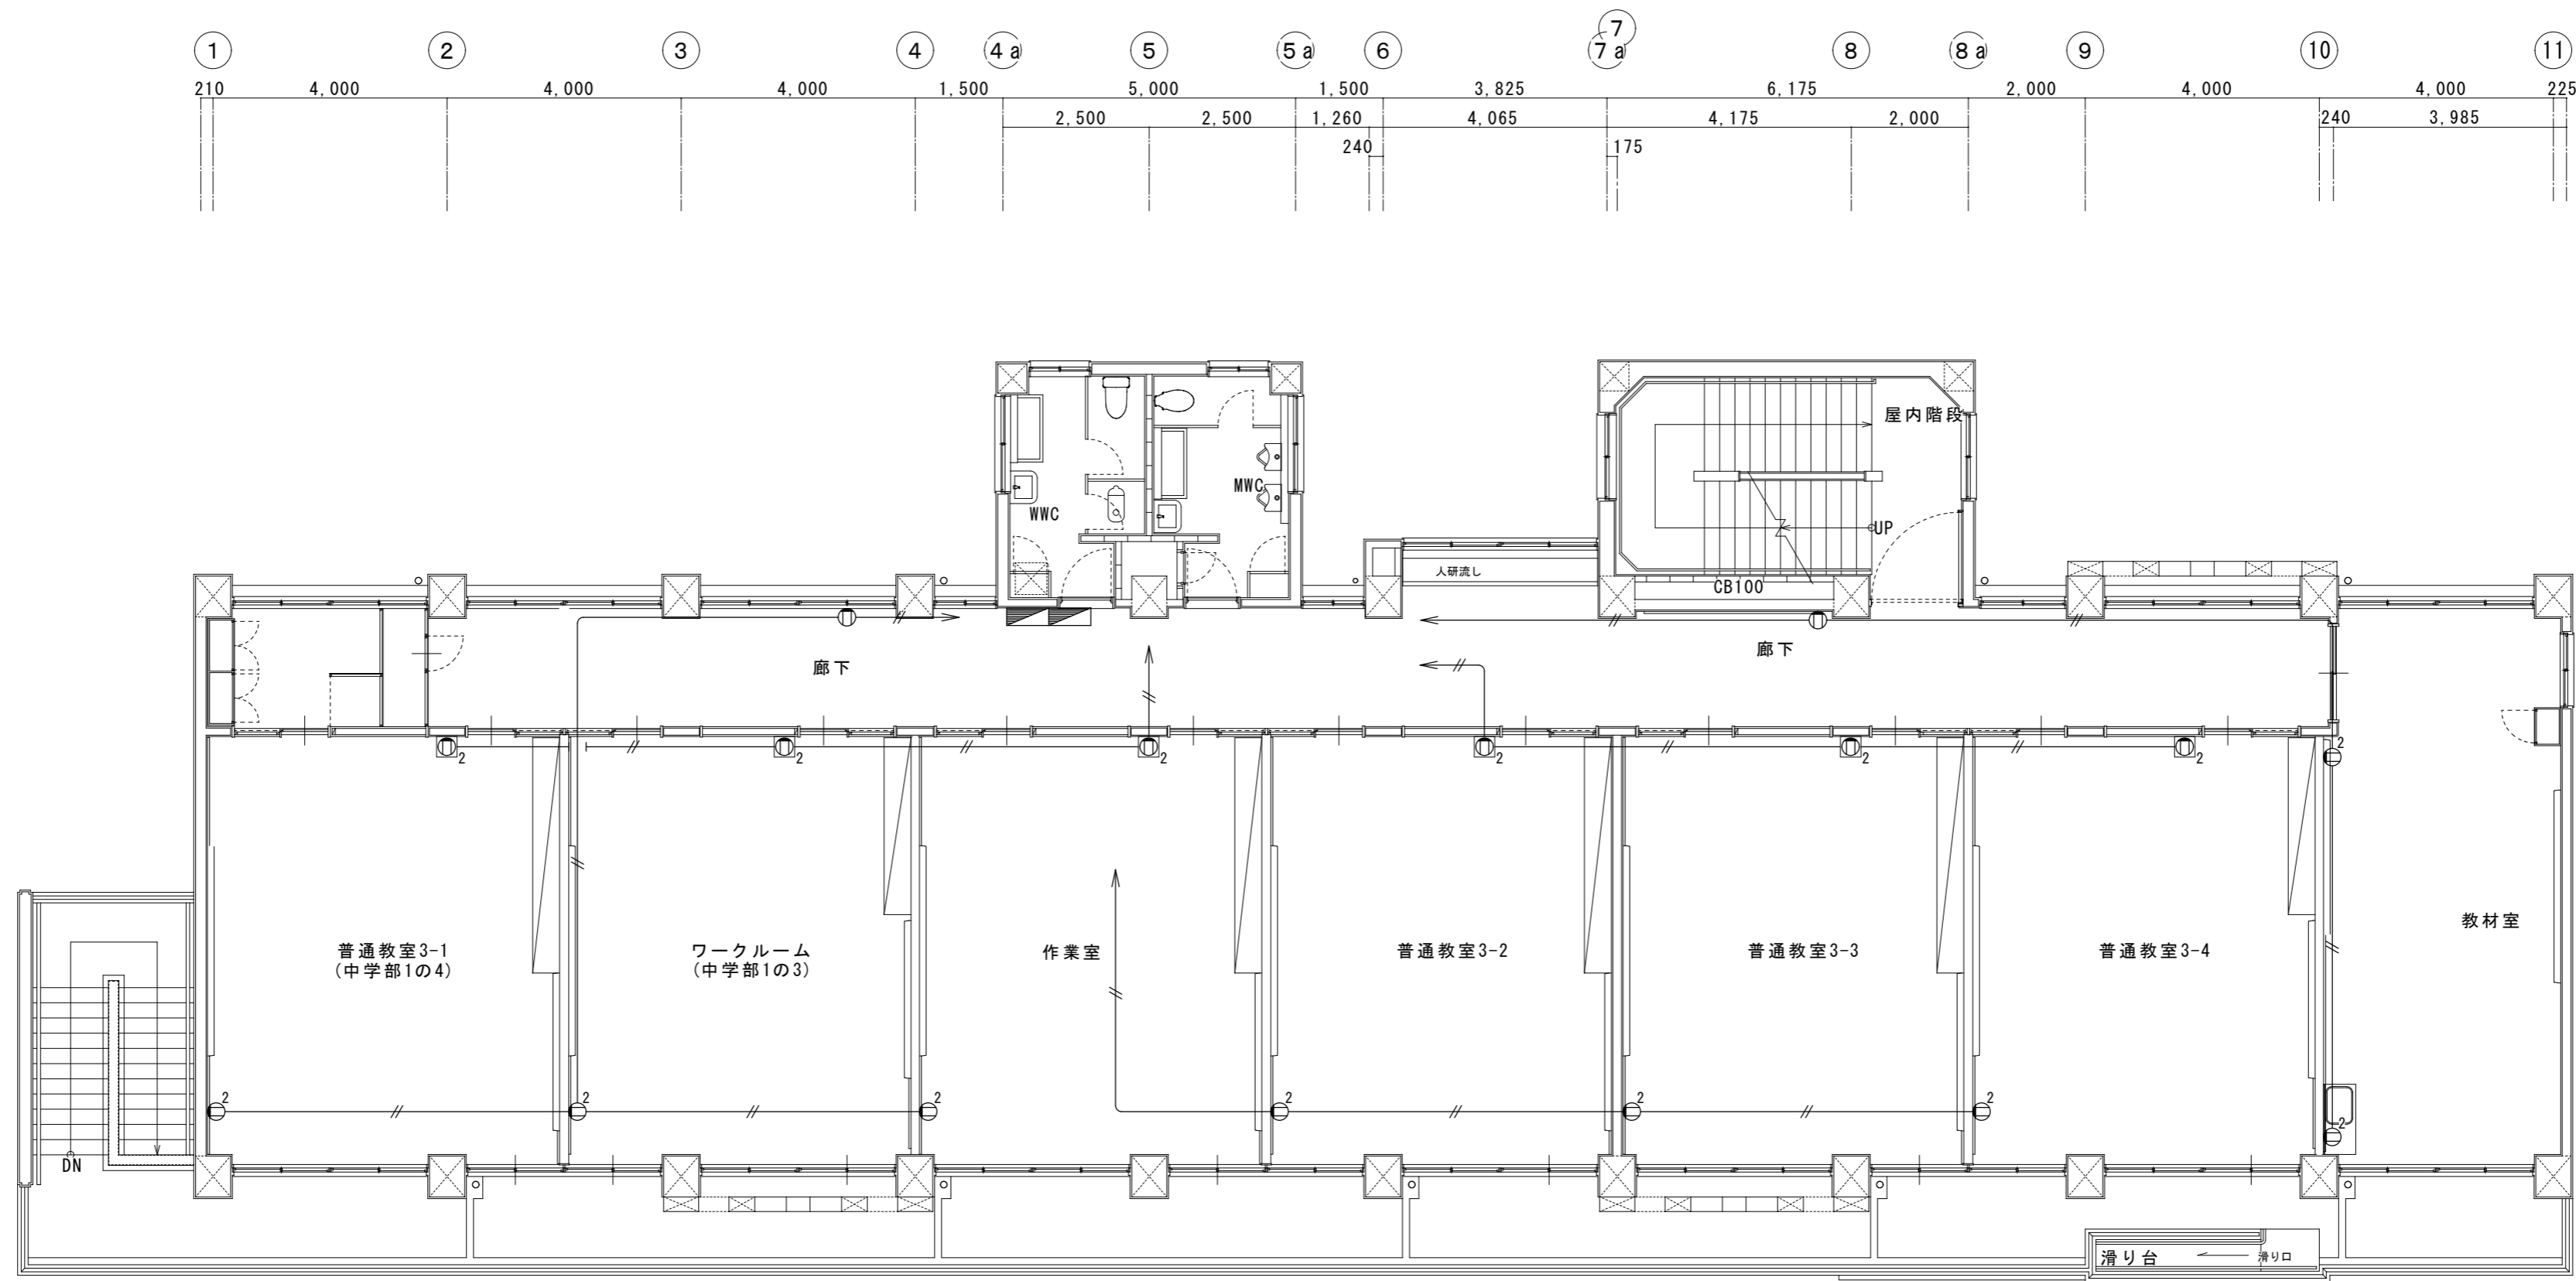 7
1 2 3 4 4a 5 5a 6 7a 8 8a 9 10 11
210 4,000 4,000 4,000 1,500 5,000 1,500 3,825 6,175 2,000 4,000 4,000 225
2,500 2,500 1,260 4,065 4,175 2,000 240 3,985
240 175
屋内階段
MWC
WWC
UP
人研流し
CB100
廊下
廊下
2 2 2 2 2 2 2
普通教室3-1
(中学部1の4)
ワークルーム
(中学部1の3)
作業室
普通教室3-2
普通教室3-3
普通教室3-4
教材室
2 2 2 2 2 2 2
DN
滑り台
滑り口